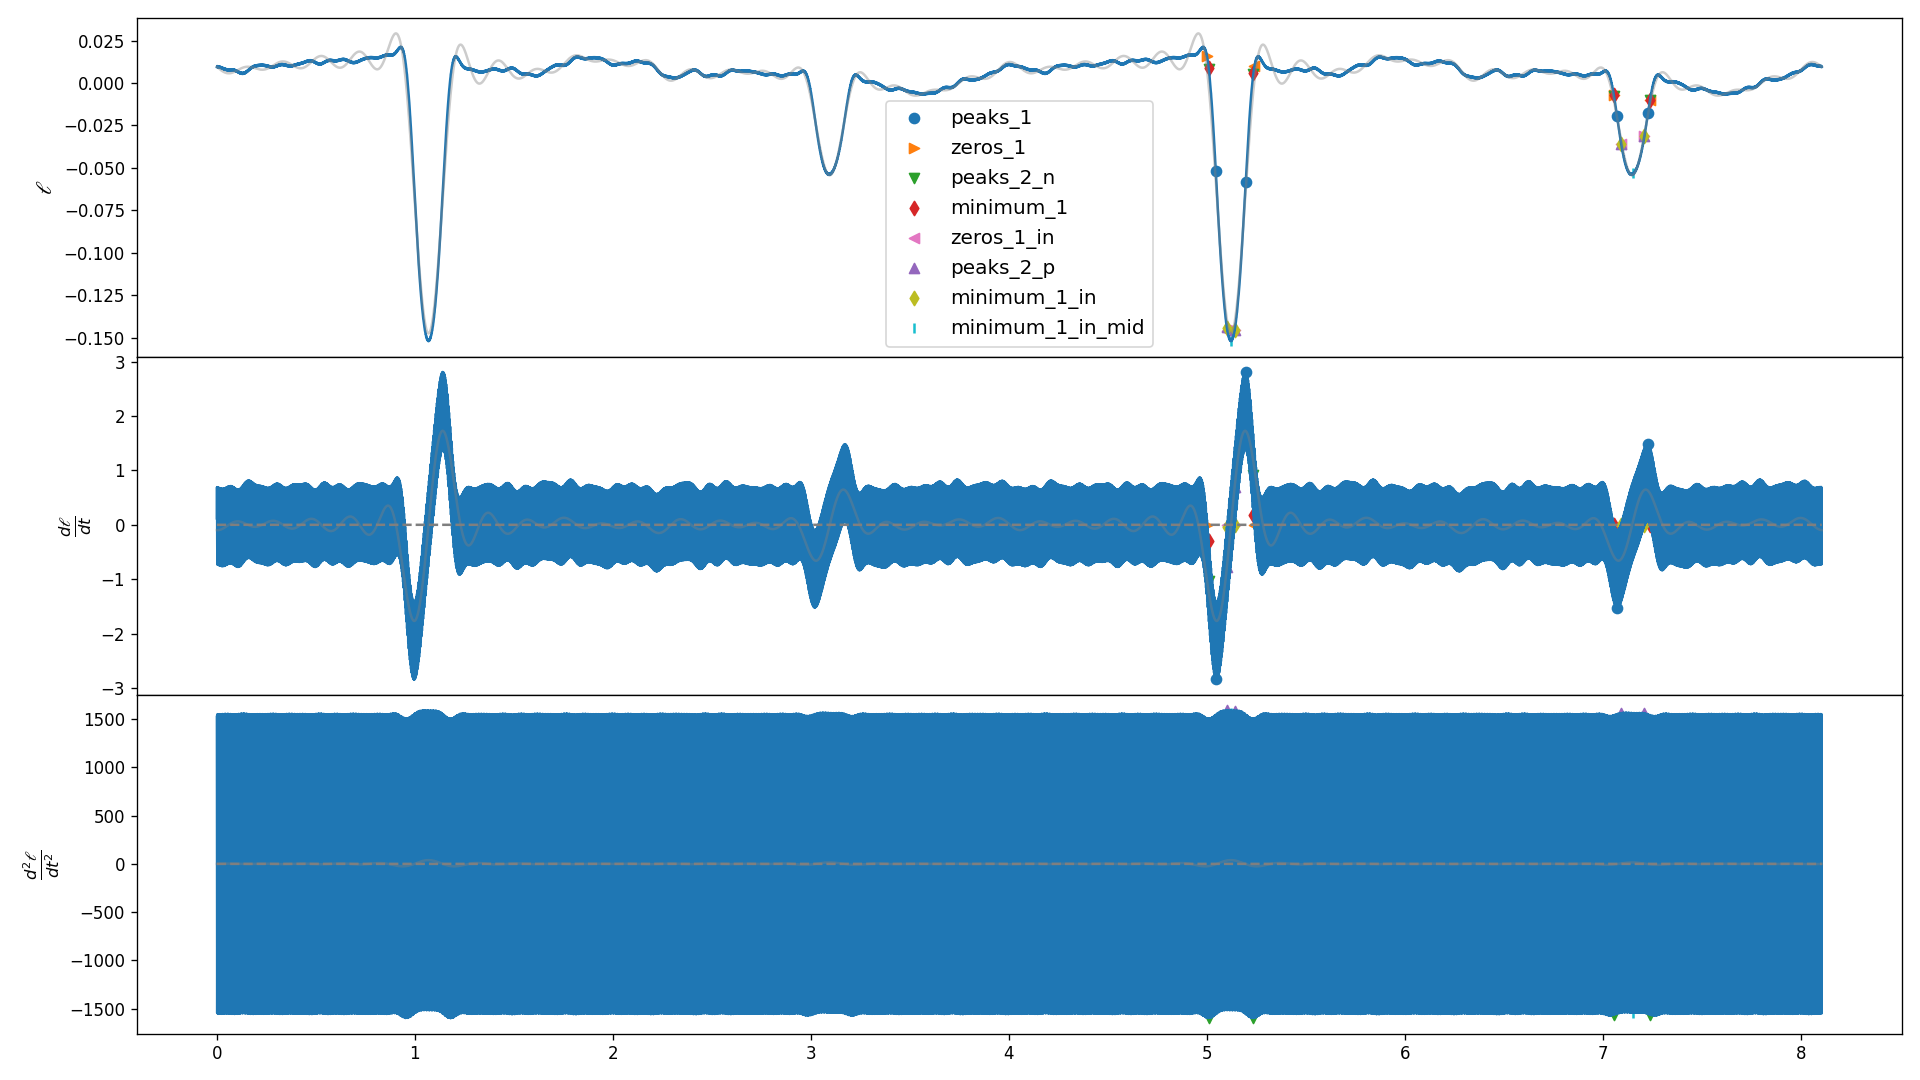 0.025
0.000
−0.025
−0.050
−0.075
−0.100
−0.125
−0.150
ℓ
peaks_1
zeros_1
peaks_2_n
minimum_1
zeros_1_in
peaks_2_p
minimum_1_in
minimum_1_in_mid
3
2
1
0
−1
−2
−3
dℓ
dt
1500
1000
500
0
−500
−1000
−1500
d²ℓ
dt²
0 1 2 3 4 5 6 7 8